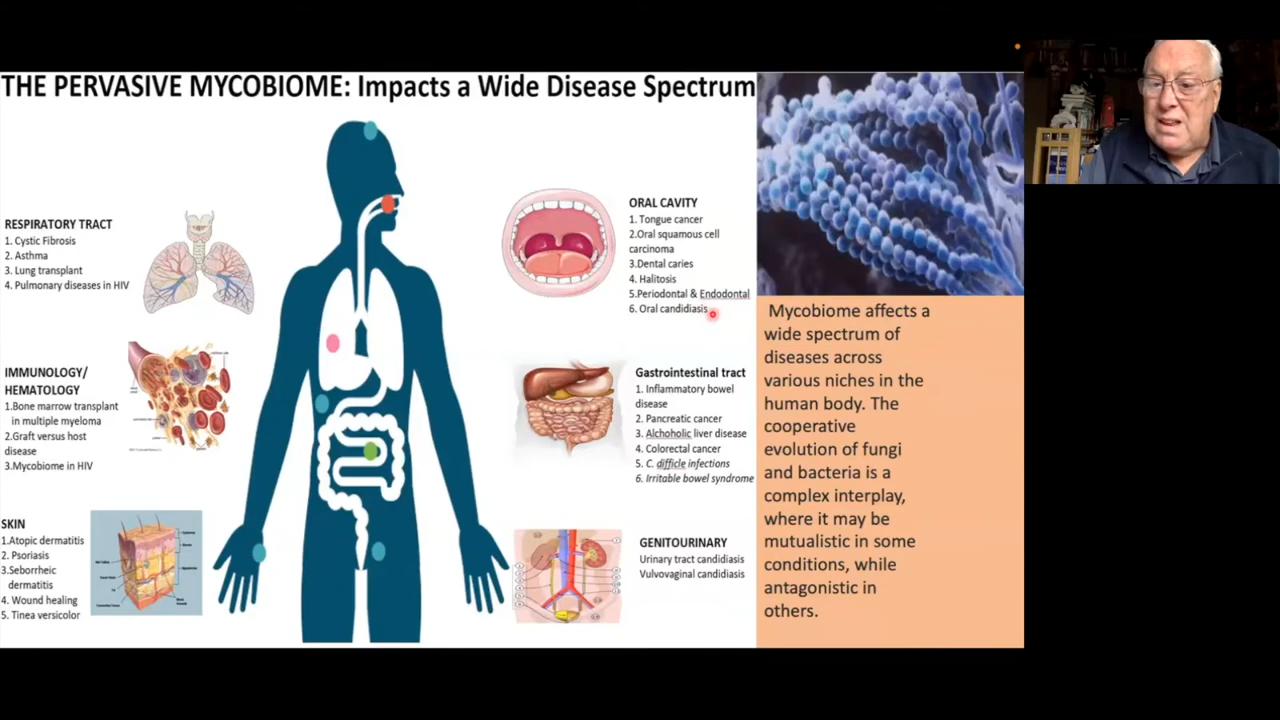 THE PERVASIVE MYCOBIOME: Impacts a Wide Disease Spectrum
RESPIRATORY TRACT
1. Cystic Fibrosis
2. Asthma
3. Lung transplant
4. Pulmonary diseases in HIV
IMMUNOLOGY/
HEMATOLOGY
1.Bone marrow transplant
in multiple myeloma
2.Graft versus host
disease
3.Mycobiome in HIV
SKIN
1.Atopic dermatitis
2. Psoriasis
3.Seborreic
dermatitis
4. Wound healing
5. Tinea versicolor
ORAL CAVITY
1. Tongue cancer
2.Oral squamous cell
carcinoma
3.Dental caries
4. Halitosis
5.Periodontal & Endodontal
6. Oral candidiasis
Gastrointestinal tract
1. Inflammatory bowel
disease
2. Pancreatic cancer
3. Alchoholic liver disease
4. Colorectal cancer
5. C. difficle infections
6. Irritable bowel syndrome
GENITOURINARY
Urinary tract candidiasis
Vulvovaginal candidiasis
Mycobiome affects a
wide spectrum of
diseases across
various niches in the
human body. The
cooperative
evolution of fungi
and bacteria is a
complex interplay,
where it may be
mutualistic in some
conditions, while
antagonistic in
others.